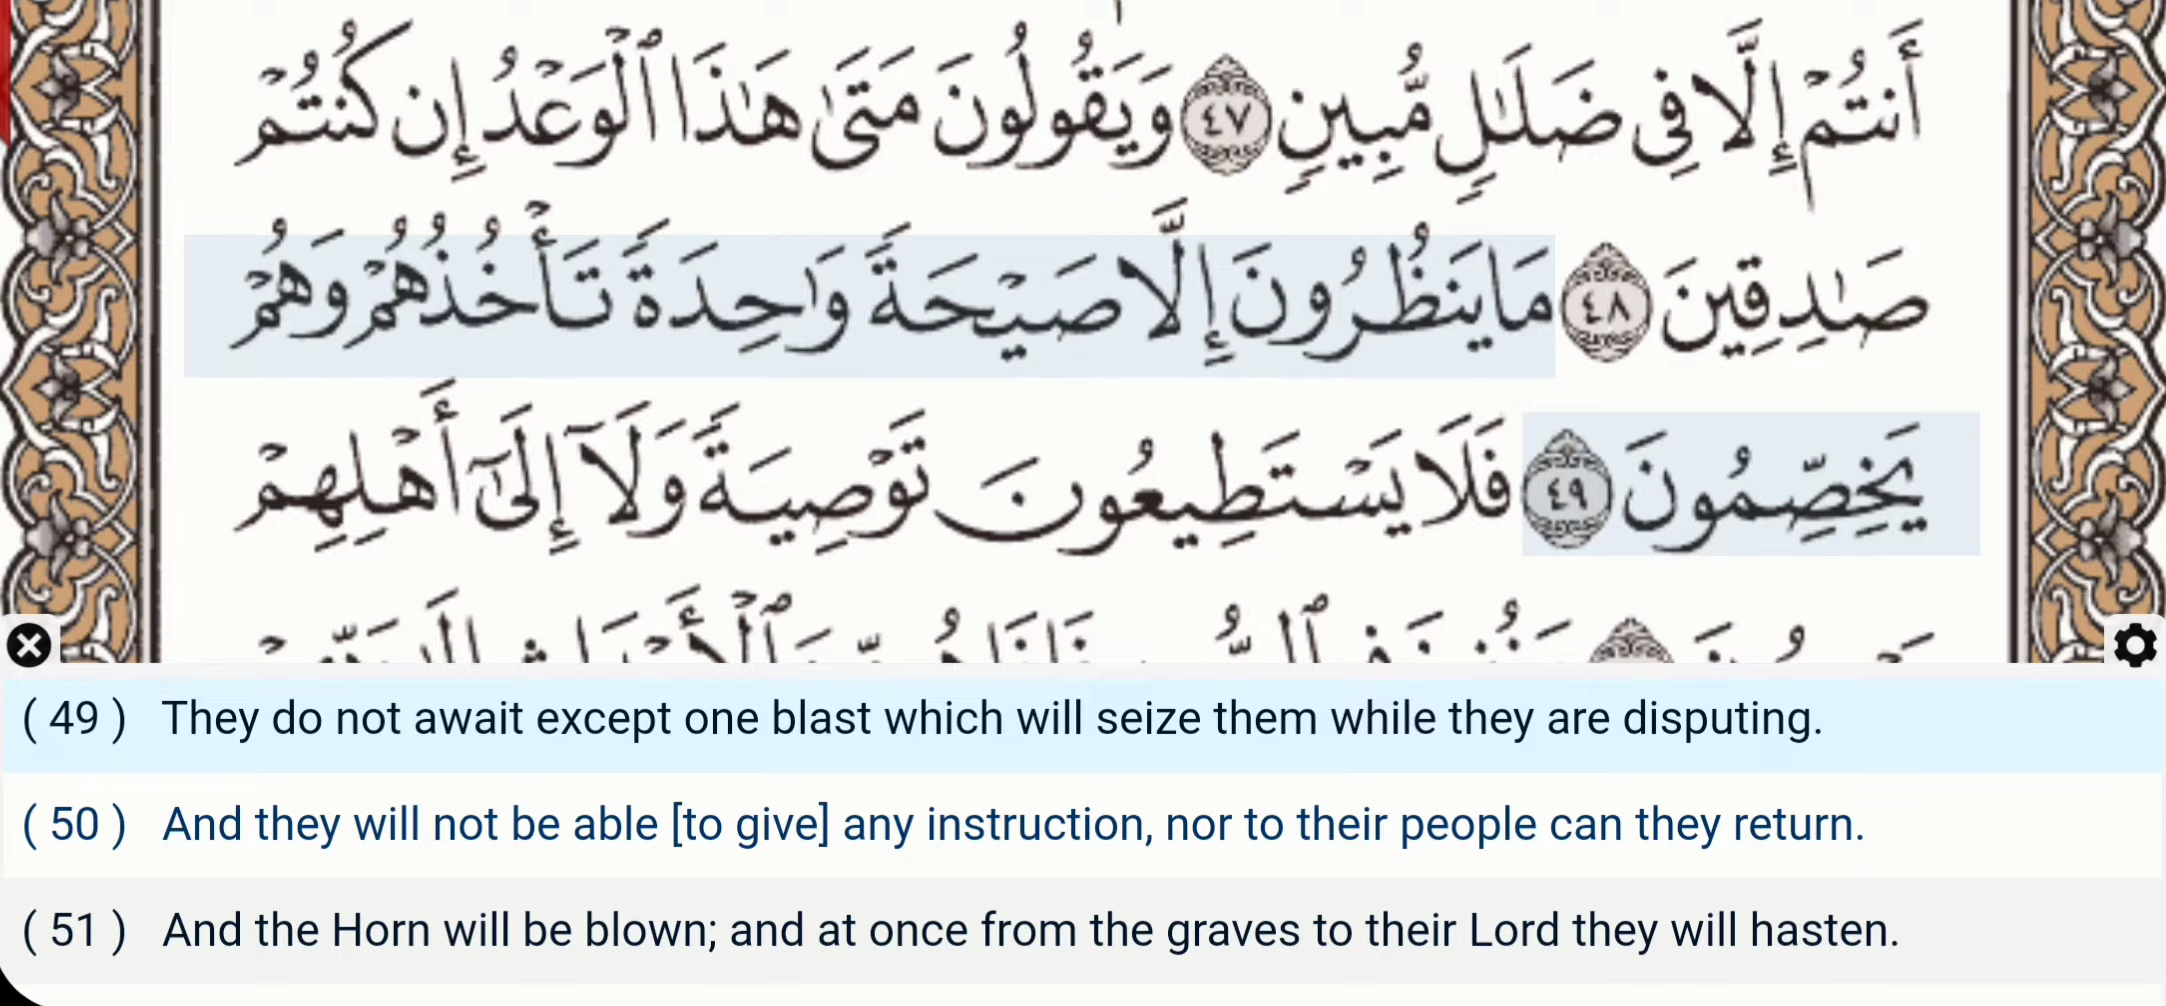 أَنتُمْ إِلَّا فِى ضَلَـٰلٍ مُّبِينٍ ٤٧ وَيَقُولُونَ مَتَىٰ هَـٰذَا ٱلْوَعْدُ إِن كُنتُمْ
صَـٰدِقِينَ ٤٨ مَا يَنظُرُونَ إِلَّا صَيْحَةً وَٰحِدَةً تَأْخُذُهُمْ وَهُمْ
يَخِصِّمُونَ ٤٩ فَلَا يَسْتَطِيعُونَ تَوْصِيَةً وَلَآ إِلَىٰٓ أَهْلِهِمْ
( 49 ) They do not await except one blast which will seize them while they are disputing.
( 50 ) And they will not be able [to give] any instruction, nor to their people can they return.
( 51 ) And the Horn will be blown; and at once from the graves to their Lord they will hasten.